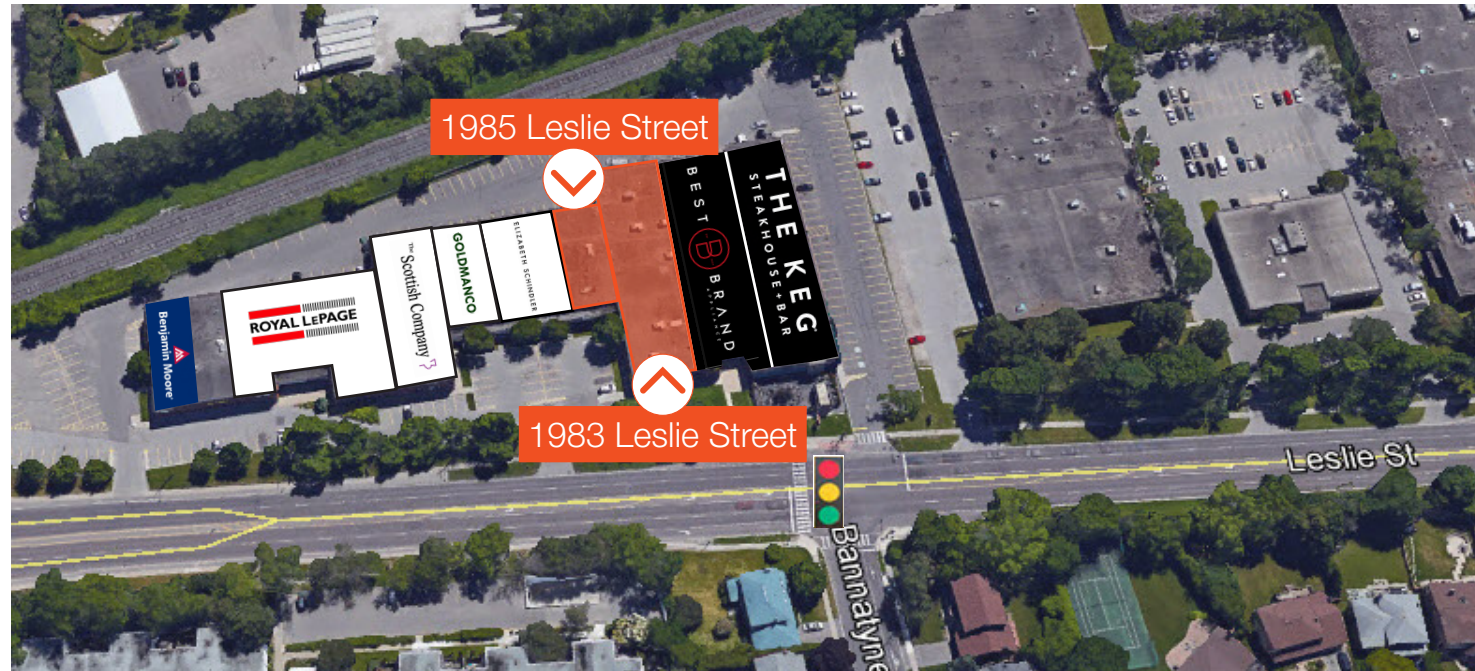 1985 Leslie Street
THE KEG
STEAKHOUSE + BAR
BEST B BRAND
ELIZABETH SCHINDLER
GOLDMANCO
The
Scottish Company
ROYAL LEPAGE
Benjamin Moore
1983 Leslie Street
Leslie St
Bannatyne